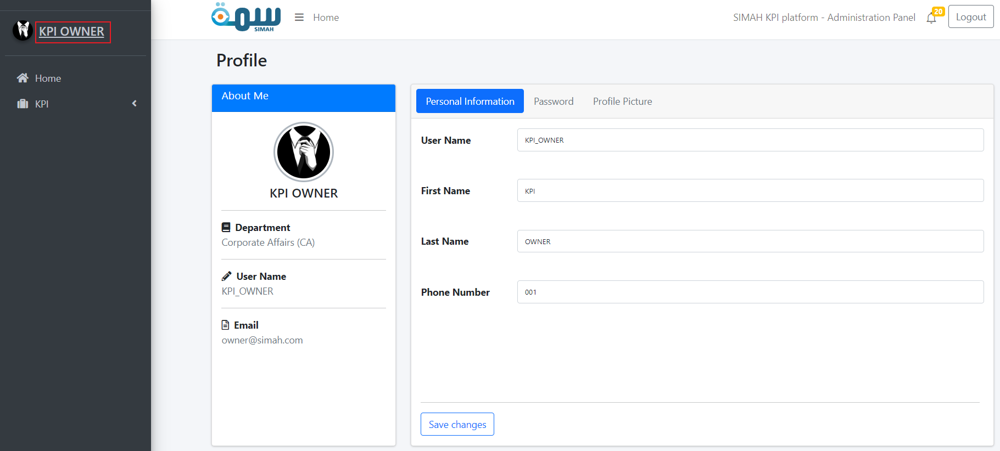 KPI OWNER
Home
KPI
سمة
SIMAH
Home
SIMAH KPI platform - Administration Panel
20
Logout
Profile
About Me
KPI OWNER
Department
Corporate Affairs (CA)
User Name
KPI_OWNER
Email
owner@simah.com
Personal Information Password Profile Picture
User Name KPI_OWNER
First Name KPI
Last Name OWNER
Phone Number 001
Save changes